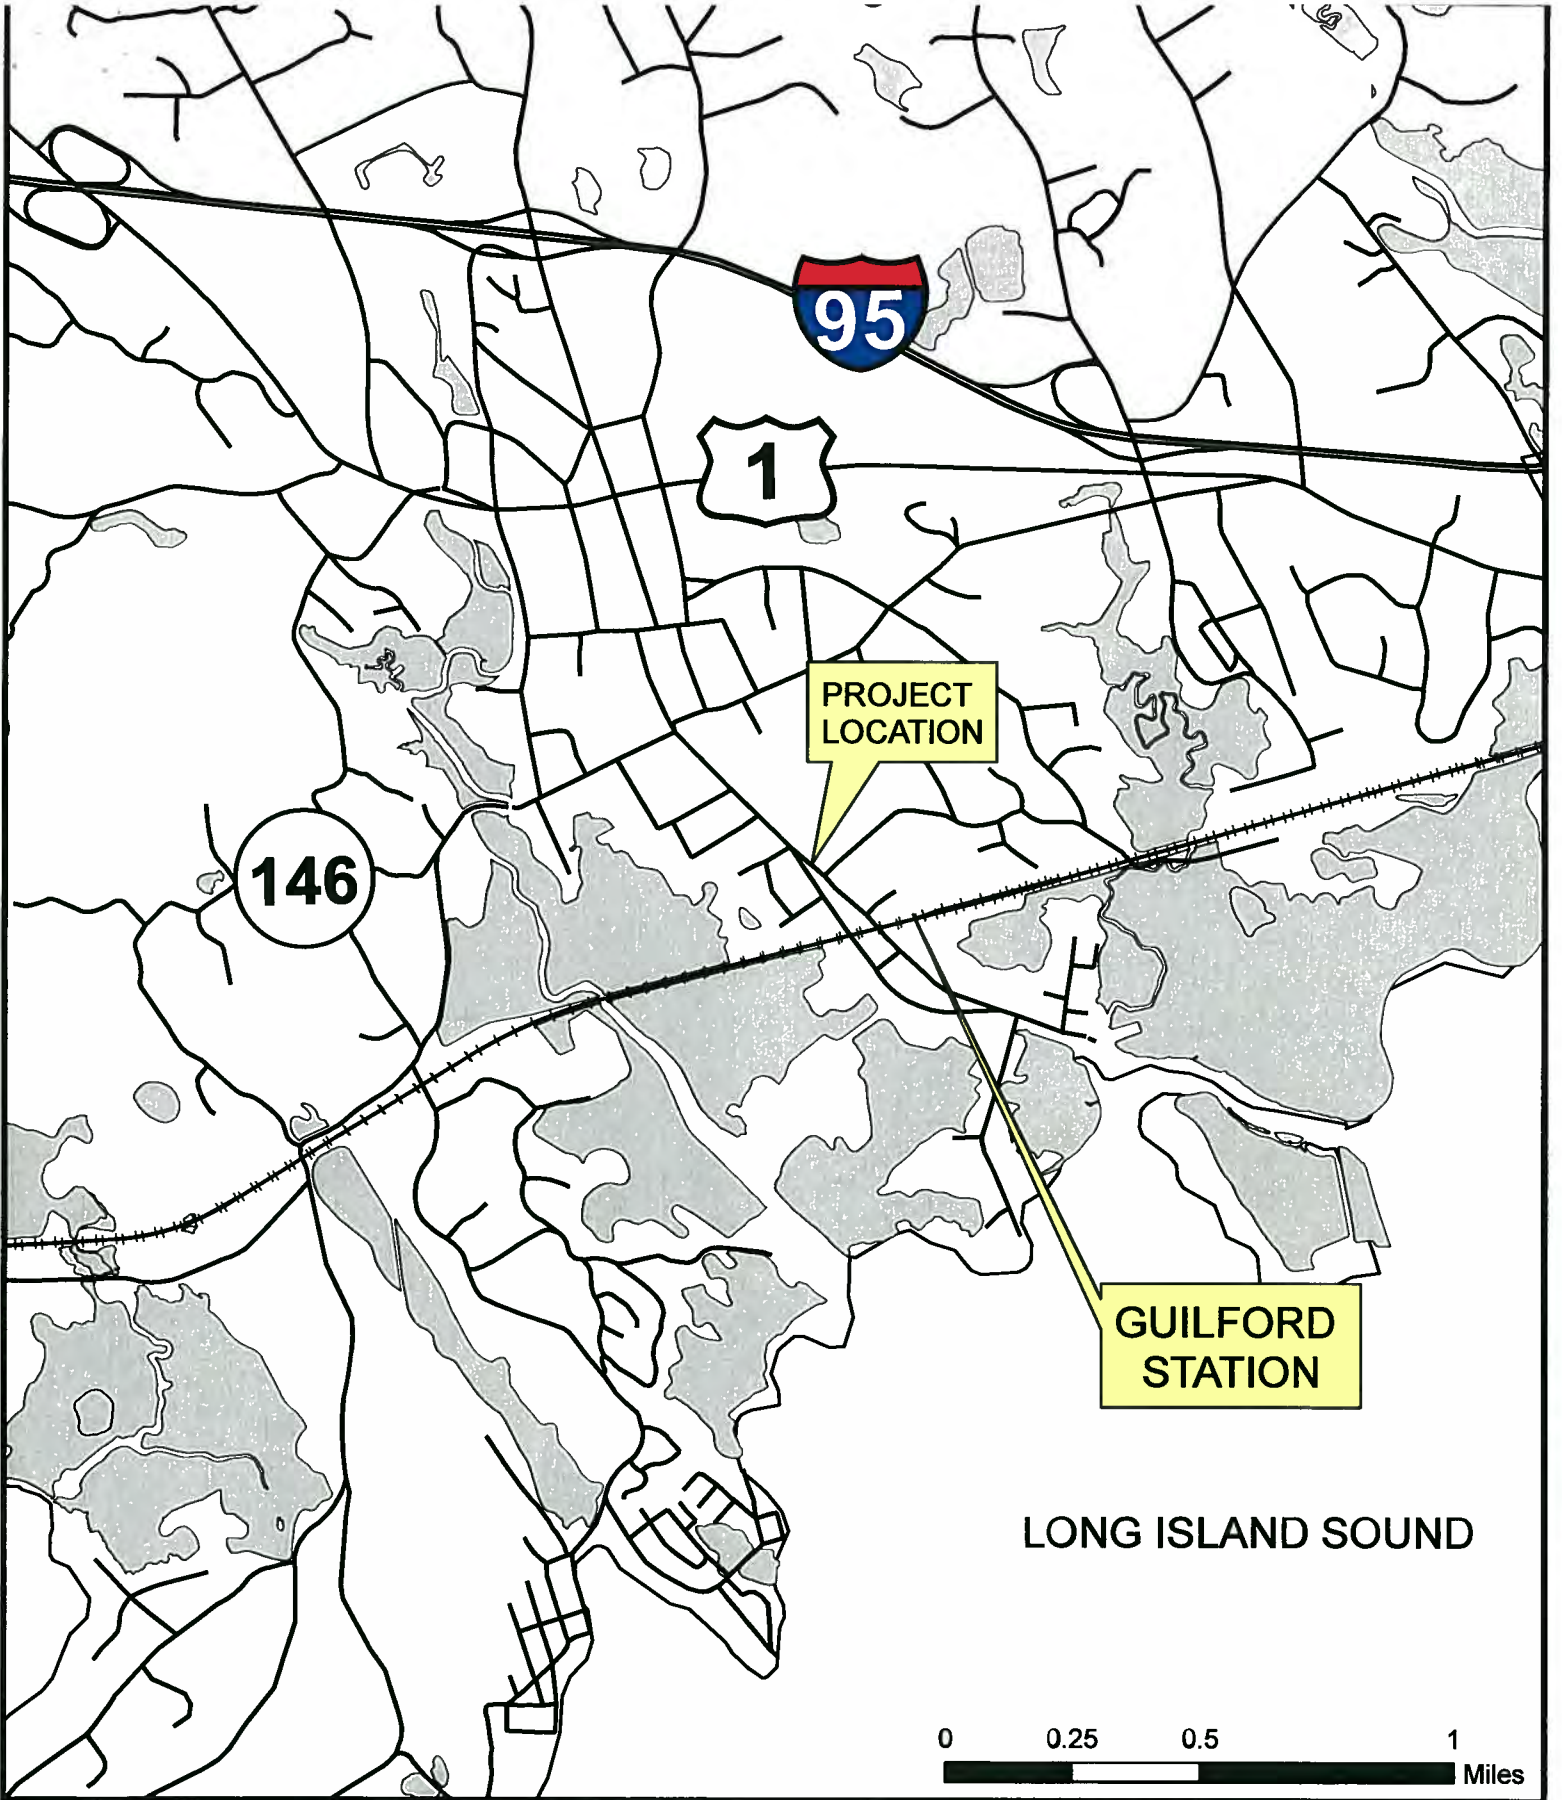 95
1
PROJECT
LOCATION
146
GUILFORD
STATION
LONG ISLAND SOUND
0 0.25 0.5 1
Miles